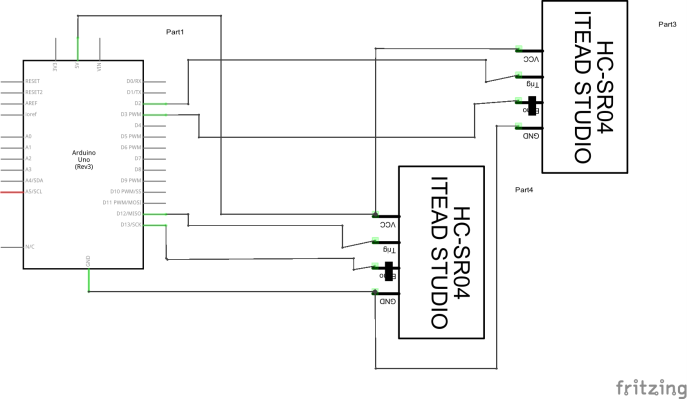 Part1
Part3
Part4
3V3
5V
VIN
RESET
RESET2
AREF
ioref
A0
A1
A2
A3
A4/SDA
A5/SCL
N/C
Arduino
Uno
(Rev3)
D0/RX
D1/TX
D2
D3 PWM
D4
D5 PWM
D6 PWM
D7
D8
D9 PWM
D10 PWM/SS
D11 PWM/MOSI
D12/MISO
D13/SCK
GND
VCC
Trig
GND
HC-SR04
ITEAD STUDIO
VCC
Trig
GND
HC-SR04
ITEAD STUDIO
fritzing